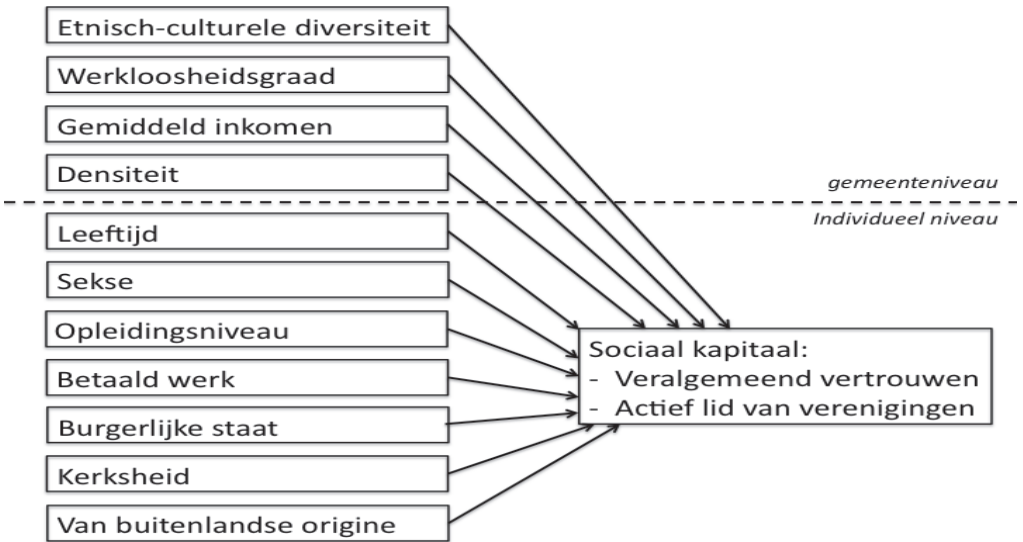 Etnisch-culturele diversiteit
Werkloosheidsgraad
Gemiddeld inkomen
Densiteit
gemeenteniveau
Individueel niveau
Leeftijd
Sekse
Opleidingsniveau
Betaald werk
Burgerlijke staat
Kerksheid
Van buitenlandse origine
Sociaal kapitaal:
- Veralgemeend vertrouwen
- Actief lid van verenigingen